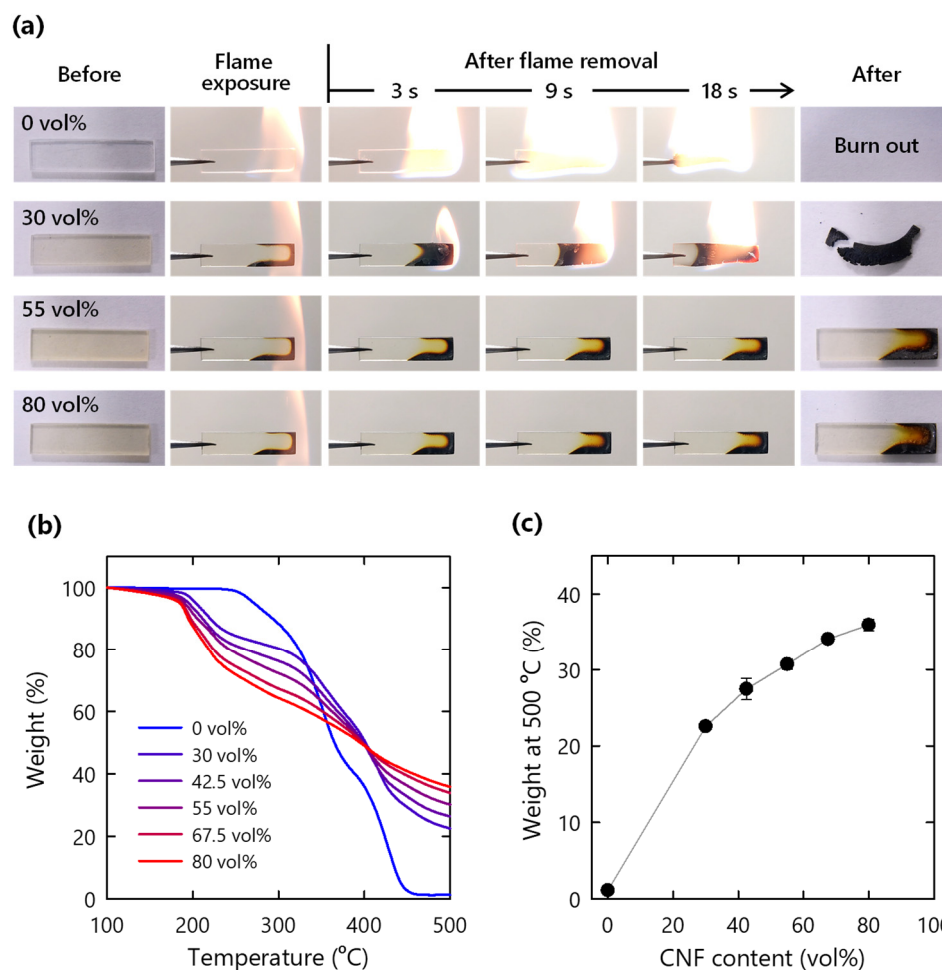 (a)
Before
Flame
exposure
After flame removal
3 s
9 s
18 s
After
0 vol%
Burn out
30 vol%
55 vol%
80 vol%
(b)
100
80
60
40
20
0
Weight (%)
0 vol%
30 vol%
42.5 vol%
55 vol%
67.5 vol%
80 vol%
100
200
300
400
500
Temperature (°C)
(c)
40
30
20
10
0
Weight at 500 °C (%)
0
20
40
60
80
CNF content (vol%)